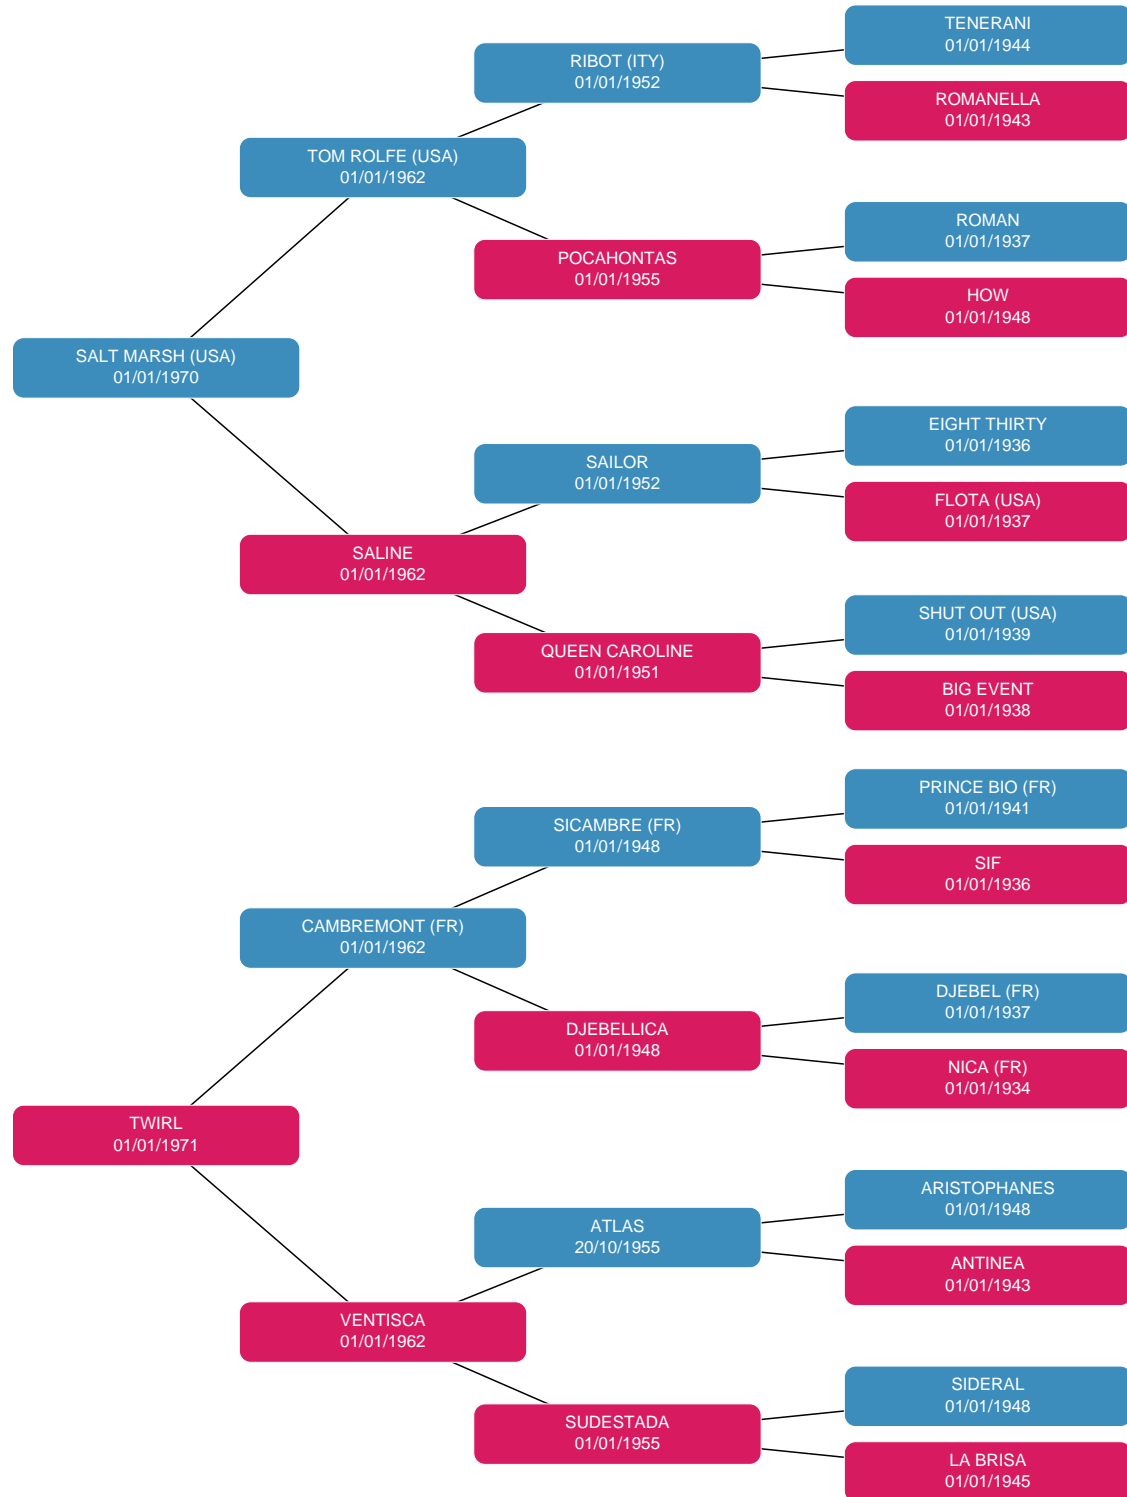 TENERANI
01/01/1944
RIBOT (ITY)
01/01/1952
ROMANELLA
01/01/1943
TOM ROLFE (USA)
01/01/1962
ROMAN
01/01/1937
POCAHONTAS
01/01/1955
HOW
01/01/1948
SALT MARSH (USA)
01/01/1970
EIGHT THIRTY
01/01/1936
SAILOR
01/01/1952
FLOTA (USA)
01/01/1937
SALINE
01/01/1962
SHUT OUT (USA)
01/01/1939
QUEEN CAROLINE
01/01/1951
BIG EVENT
01/01/1938
PRINCE BIO (FR)
01/01/1941
SICAMBRE (FR)
01/01/1948
SIF
01/01/1936
CAMBREMONT (FR)
01/01/1962
DJEBEL (FR)
01/01/1937
DJEBELLICA
01/01/1948
NICA (FR)
01/01/1934
TWIRL
01/01/1971
ARISTOPHANES
01/01/1948
ATLAS
20/10/1955
ANTINEA
01/01/1943
VENTISCA
01/01/1962
SIDERAL
01/01/1948
SUDESTADA
01/01/1955
LA BRISA
01/01/1945